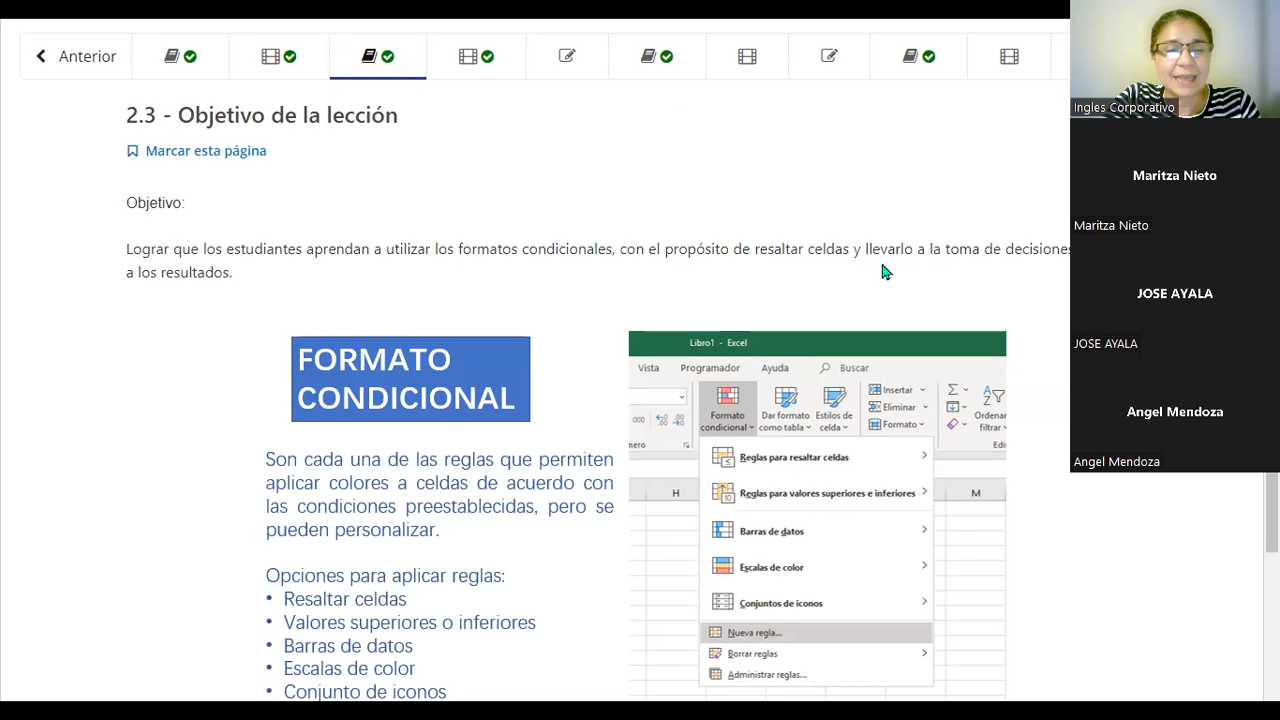 Anterior
2.3 - Objetivo de la lección
Marcar esta página
Objetivo:
Lograr que los estudiantes aprendan a utilizar los formatos condicionales, con el propósito de resaltar celdas y llevarlo a la toma de decisiones
a los resultados.
FORMATO
CONDICIONAL
Son cada una de las reglas que permiten
aplicar colores a celdas de acuerdo con
las condiciones preestablecidas, pero se
pueden personalizar.
Opciones para aplicar reglas:
• Resaltar celdas
• Valores superiores o inferiores
• Barras de datos
• Escalas de color
• Conjunto de iconos
Libro1 - Excel
Vista Programador Ayuda Buscar
Formato
condicional
Dar formato
como tabla
Estilos de
celda
Insertar
Eliminar
Formato
Ordenar
filtrar
000
nero
Edi
H M
Reglas para resaltar celdas
Reglas para valores superiores e inferiores
10
Barras de datos
Escalas de color
Conjuntos de iconos
Nueva regla...
Borrar reglas
Administrar reglas...
Ingles Corporativo
Maritza Nieto
Maritza Nieto
JOSE AYALA
JOSE AYALA
Angel Mendoza
Angel Mendoza